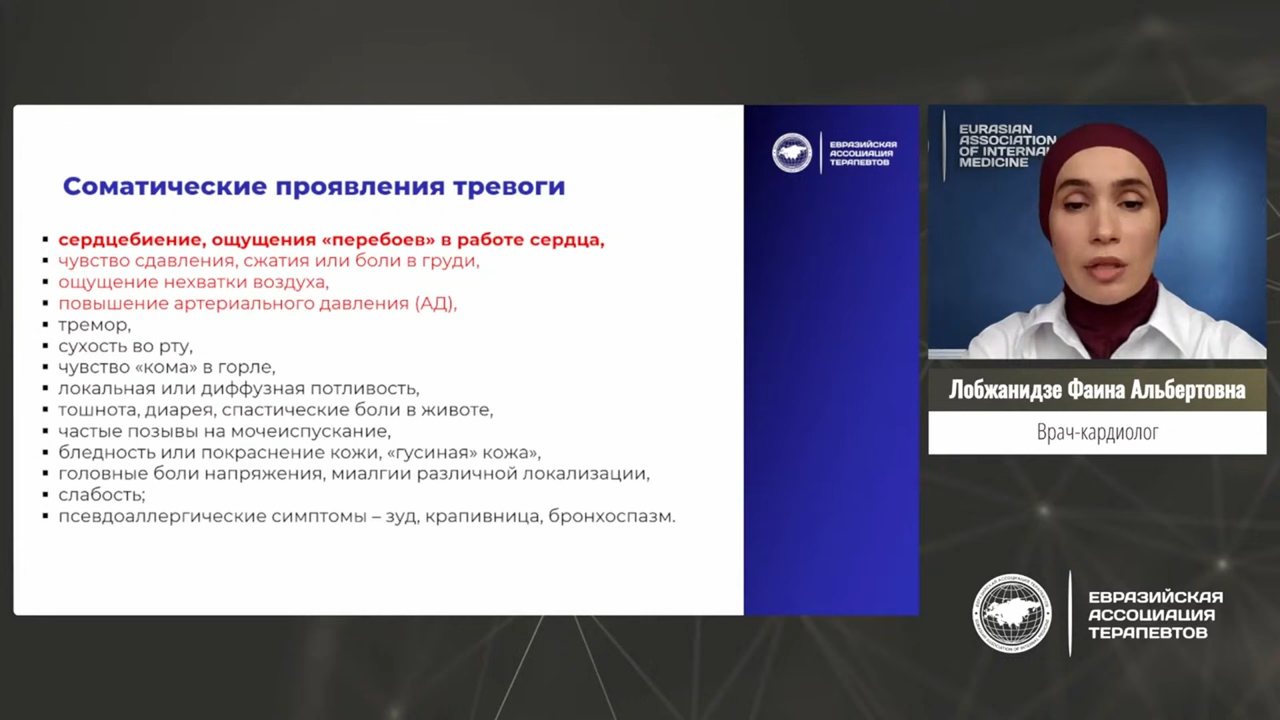 Соматические проявления тревоги
сердцебиение, ощущения «перебоев» в работе сердца,
чувство сдавления, сжатия или боли в груди,
ощущение нехватки воздуха,
повышение артериального давления (АД),
тремор,
сухость во рту,
чувство «кома» в горле,
локальная или диффузная потливость,
тошнота, диарея, спастические боли в животе,
частые позывы на мочеиспускание,
бледность или покраснение кожи, «гусиная» кожа»,
головные боли напряжения, миалгии различной локализации,
слабость;
псевдоаллергические симптомы – зуд, крапивница, бронхоспазм.
ЕВРАЗИЙСКАЯ
АССОЦИАЦИЯ
ТЕРАПЕВТОВ
EURASIAN
ASSOCIATION
OF INTERNAL
MEDICINE
Лобжанидзе Фаина Альбертовна
Врач-кардиолог
ЕВРАЗИЙСКАЯ
АССОЦИАЦИЯ
ТЕРАПЕВТОВ